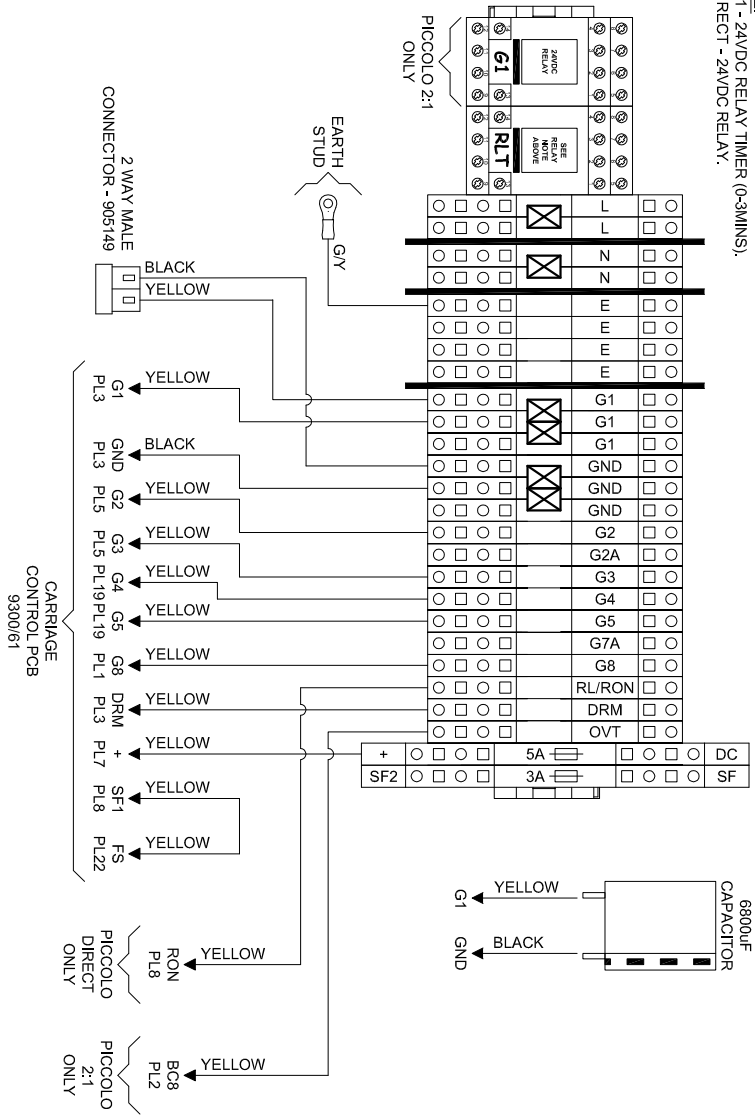 1 - 24VDC RELAY TIMER (0-3MINS).
RECT - 24VDC RELAY.
PICCOLO 2:1
ONLY
24VDC
RELAY
G1
SEE
RELAY
NOTE
ABOVE
RLT
EARTH
STUD
G/Y
2 WAY MALE
CONNECTOR - 905149
BLACK
YELLOW
L
L
N
N
E
E
E
E
G1
G1
G1
GND
GND
GND
G2
G2A
G3
G4
G5
G7A
G8
RL/RON
DRM
OVT
+ 5A DC
SF2 3A SF
YELLOW
G1
PL3
BLACK
GND
PL3
YELLOW
G2
PL5
YELLOW
G3
PL5
YELLOW
G4
PL19
YELLOW
G5
PL19
YELLOW
G8
PL1
YELLOW
DRM
PL3
YELLOW
+
PL7
YELLOW
SF1
PL8
YELLOW
FS
PL22
CARRIAGE
CONTROL PCB
9300/61
YELLOW
RON
PL8
PICCOLO
DIRECT
ONLY
YELLOW
BC8
PL2
PICCOLO
2:1
ONLY
6800uF
CAPACITOR
YELLOW
G1
BLACK
GND